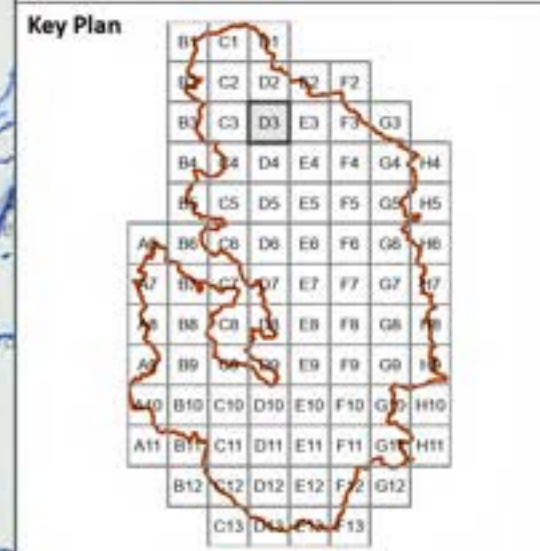 Key Plan
B1 C1 D1
B2 C2 D2 E2 F2
B3 C3 D3 E3 F3 G3
B4 C4 D4 E4 F4 G4 H4
B5 C5 D5 E5 F5 G5 H5
A6 B6 C6 D6 E6 F6 G6 H6
A7 B7 C7 D7 E7 F7 G7 H7
A8 B8 C8 D8 E8 F8 G8 H8
A9 B9 C9 D9 E9 F9 G9 H9
A10 B10 C10 D10 E10 F10 G10 H10
A11 B11 C11 D11 E11 F11 G11 H11
B12 C12 D12 E12 F12 G12
C13 D13 E13 F13